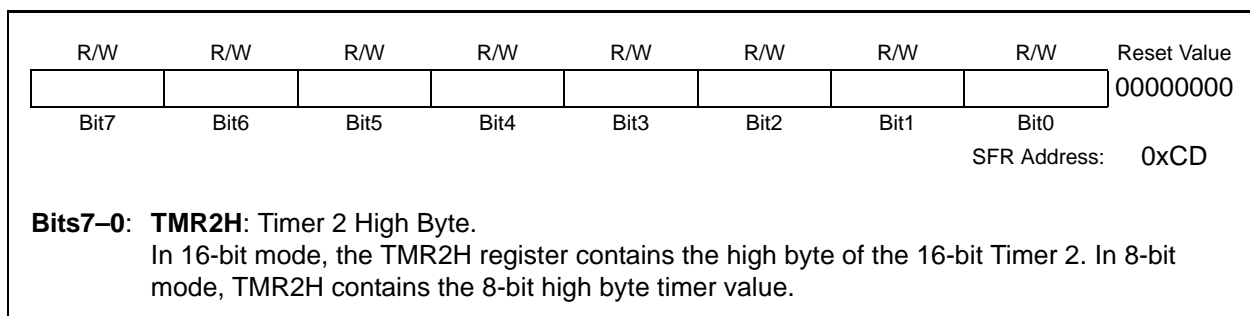 R/W R/W R/W R/W R/W R/W R/W R/W Reset Value
00000000
Bit7 Bit6 Bit5 Bit4 Bit3 Bit2 Bit1 Bit0
SFR Address: 0xCD
Bits7–0: TMR2H: Timer 2 High Byte.
In 16-bit mode, the TMR2H register contains the high byte of the 16-bit Timer 2. In 8-bit
mode, TMR2H contains the 8-bit high byte timer value.